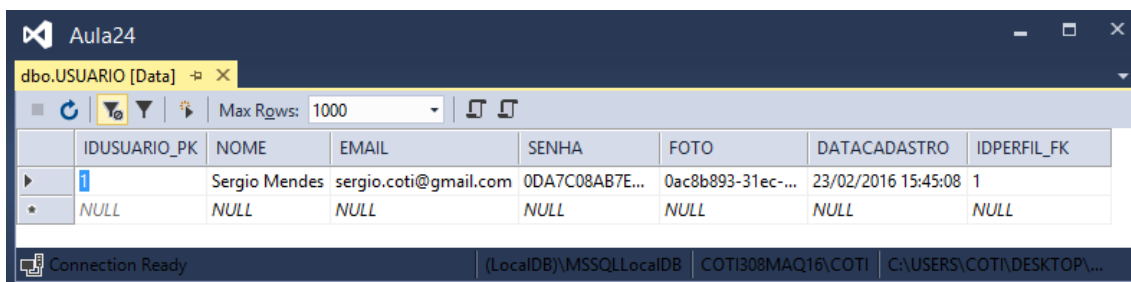 Aula24
dbo.USUARIO [Data]
Max Rows: 1000
IDUSUARIO_PK NOME EMAIL SENHA FOTO DATACADASTRO IDPERFIL_FK
1 Sergio Mendes sergio.coti@gmail.com 0DA7C08AB7E... 0ac8b893-31ec-... 23/02/2016 15:45:08 1
NULL NULL NULL NULL NULL NULL NULL
Connection Ready (LocalDB)\MSSQLLocalDB COTI308MAQ16\COTI C:\USERS\COTI\DESKTOP\...